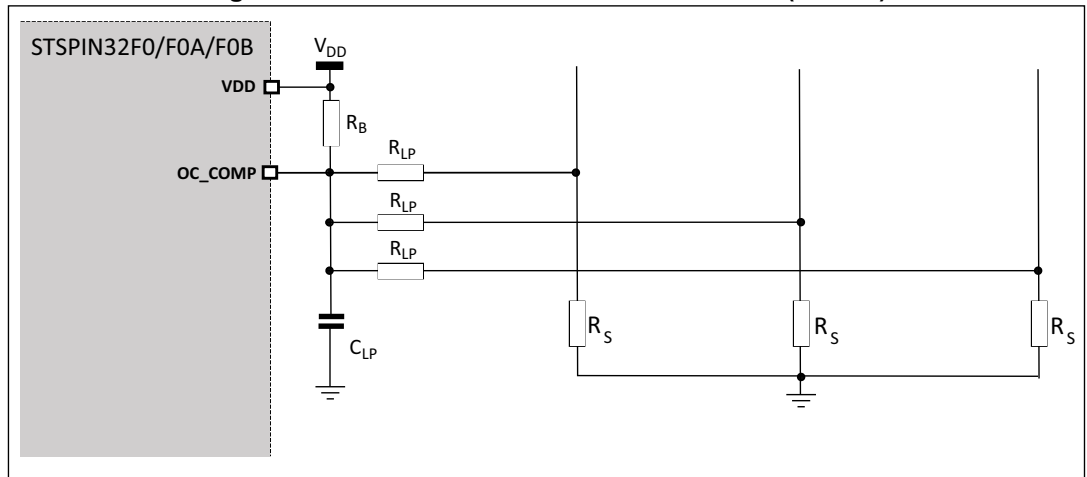 STSPIN32F0/F0A/F0B
VDD
VDD
RB
OC_COMP
RLP
RLP
RLP
CLP
RS
RS
RS